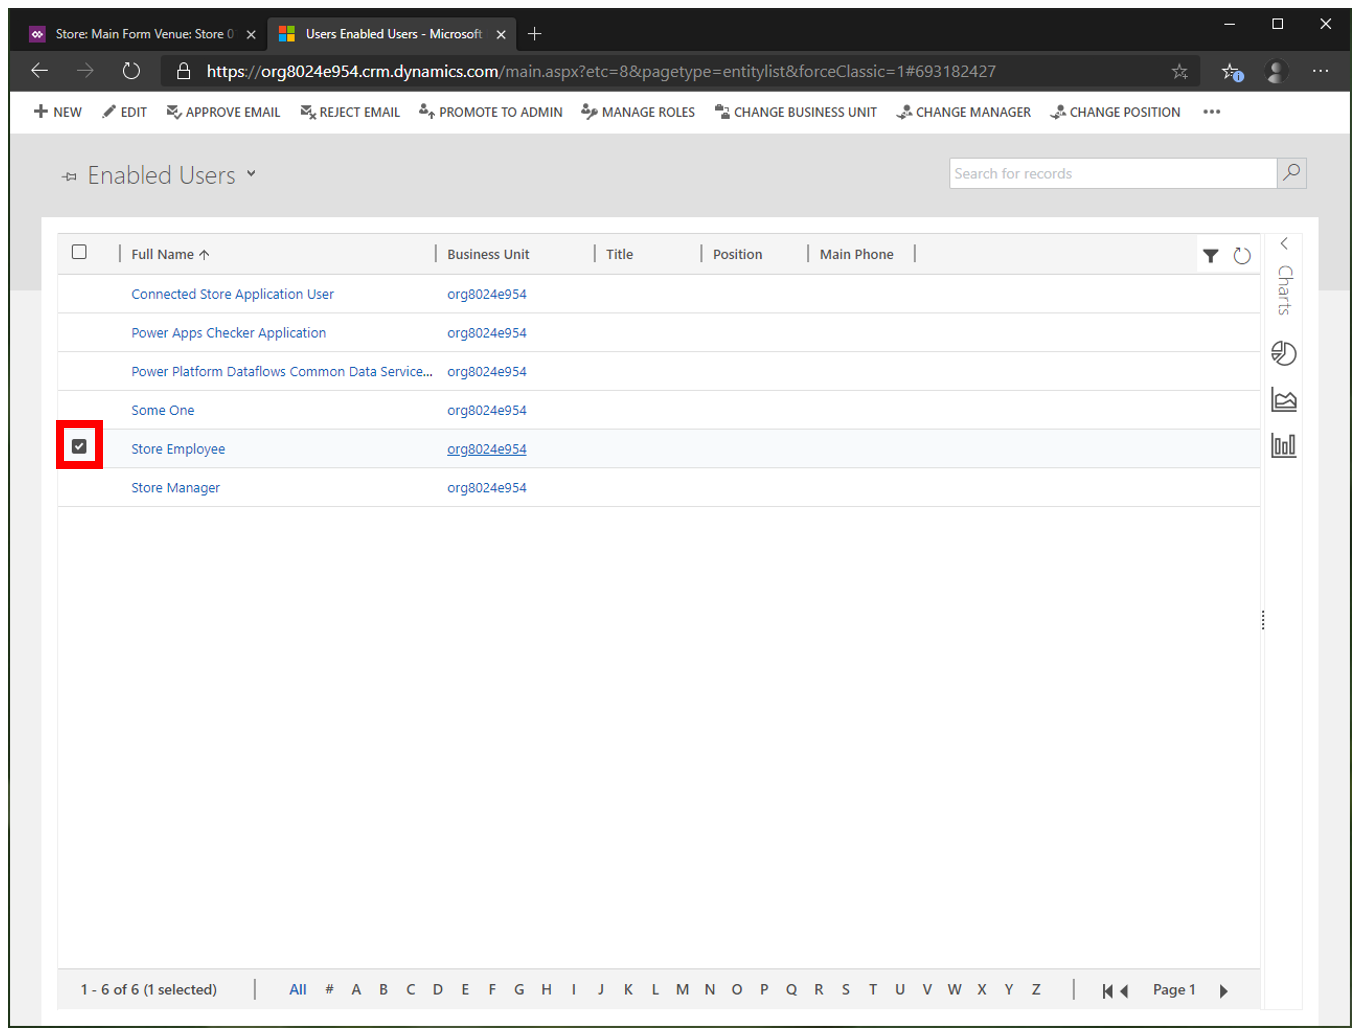 Store: Main Form Venue: Store 0
Users Enabled Users - Microsoft
https://org8024e954.crm.dynamics.com/main.aspx?etc=8&pagetype=entitylist&forceClassic=1#693182427
NEW EDIT APPROVE EMAIL REJECT EMAIL PROMOTE TO ADMIN MANAGE ROLES CHANGE BUSINESS UNIT CHANGE MANAGER CHANGE POSITION
Enabled Users
Search for records
Full Name Business Unit Title Position Main Phone
Charts
Connected Store Application User org8024e954
Power Apps Checker Application org8024e954
Power Platform Dataflows Common Data Service... org8024e954
Some One org8024e954
Store Employee org8024e954
Store Manager org8024e954
1 - 6 of 6 (1 selected) All # A B C D E F G H I J K L M N O P Q R S T U V W X Y Z Page 1